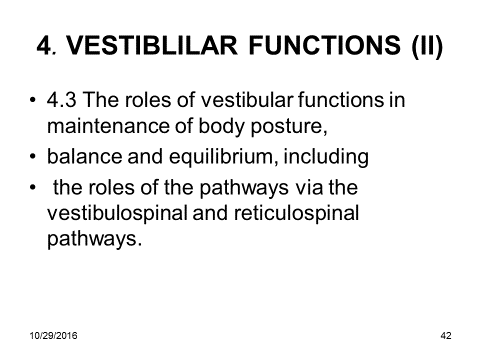 4. VESTIBLILAR FUNCTIONS (II)
• 4.3 The roles of vestibular functions in
maintenance of body posture,
• balance and equilibrium, including
• the roles of the pathways via the
vestibulospinal and reticulospinal
pathways.
10/29/2016
42